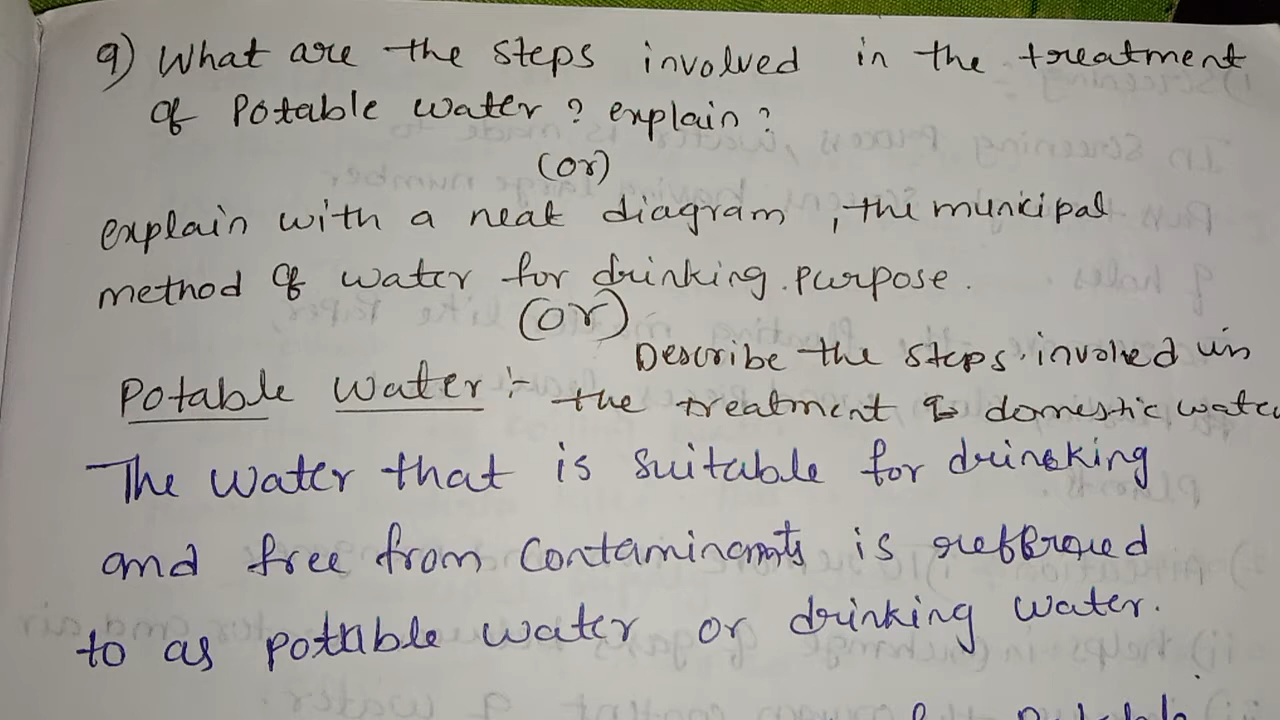 9) What are the steps involved in the treatment
of Potable water ? explain ?
(or)
explain with a neat diagram , the municipal
method of water for drinking purpose.
(or)
Describe the steps involved in
Potable Water :- the treatment of domestic water
The water that is suitable for drinking
and free from contaminants is reffrored
to as potable water or drinking water.